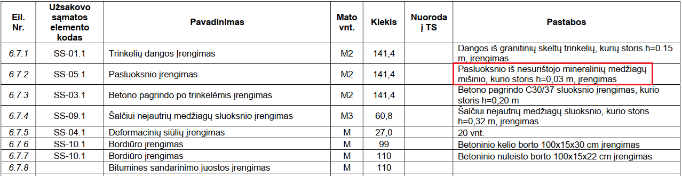 Eil. Nr. Užsakovo sąmatos elemento kodas Pavadinimas Mato vnt. Kiekis Nuoroda į TS Pastabos
6.7.1 SS-01.1 Trinkelių dangos Įrengimas M2 141,4 Dangos iš granitinių skeltų trinkelių, kurių storis h=0.15 m, įrengimas
6.7.2 SS-05.1 Pasluoksnio įrengimas M2 141,4 Pasluoksnio iš nesurištojo mineralinių medžiagų mišinio, kurio storis h=0,03 m, įrengimas
6.7.3 SS-03.1 Betono pagrindo po trinkelėmis įrengimas M2 141,4 Betono pagrindo C30/37 sluoksnio įrengimas, kurio storis h=0,20 m
6.7.4 SS-09.1 Šalčiui nejautrių medžiagų sluoksnio įrengimas M3 60,8 Šalčiui nejautrių medžiagų sluoksnio, kurio storis h=0,32 m, įrengimas
6.7.5 SS-04.1 Deformacinių siūlių įrengimas M 27,0 20 vnt.
6.7.6 SS-10.1 Bordiūro įrengimas M 99 Betoninio kelio borto 100x15x30 cm įrengimas
6.7.7 SS-10.1 Bordiūro įrengimas M 110 Betoninio nuleisto borto 100x15x22 cm įrengimas
6.7.8 Bituminės sandarinimo juostos įrengimas M 110